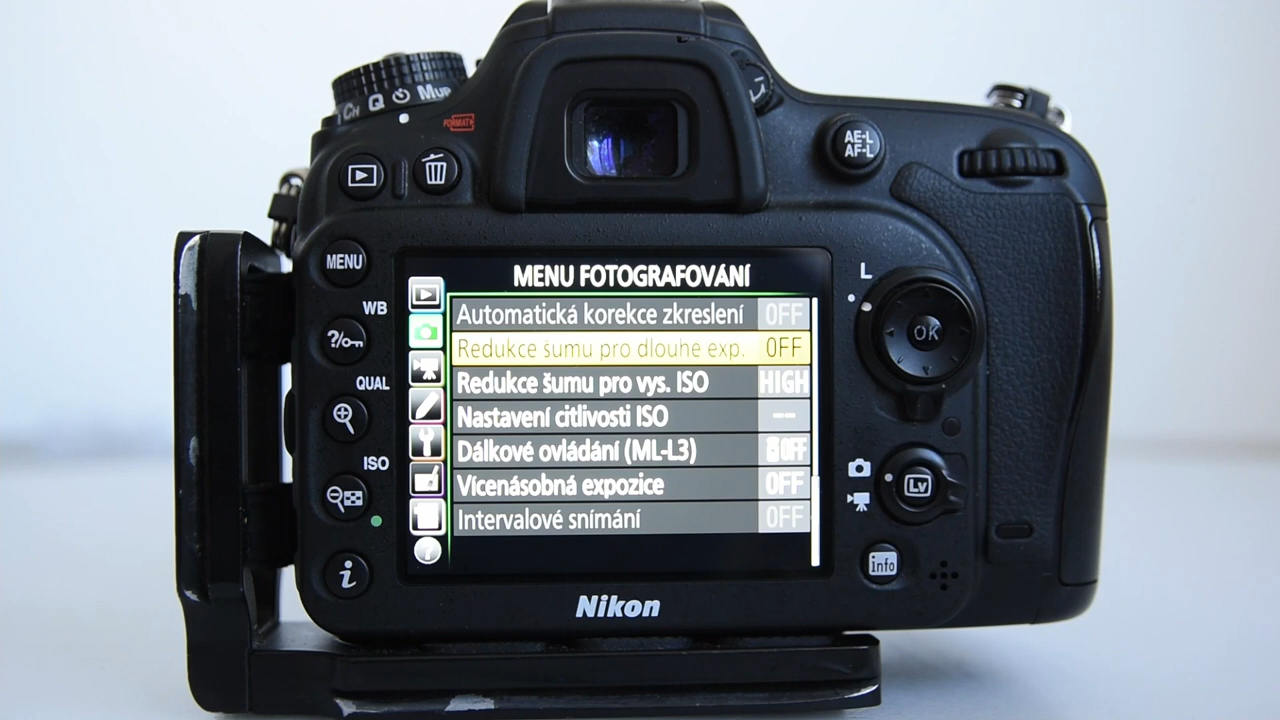 CH Q MUP
FORMAT
AE-L
AF-L
MENU
WB
?
QUAL
ISO
i
MENU FOTOGRAFOVÁNÍ
Automatická korekce zkreslení OFF
Redukce šumu pro dlouhé exp. OFF
Redukce šumu pro vys. ISO HIGH
Nastavení citlivosti ISO --
Dálkové ovládání (ML-L3) OFF
Vícenásobná expozice OFF
Intervalové snímání OFF
?
L
OK
Lv
info
Nikon